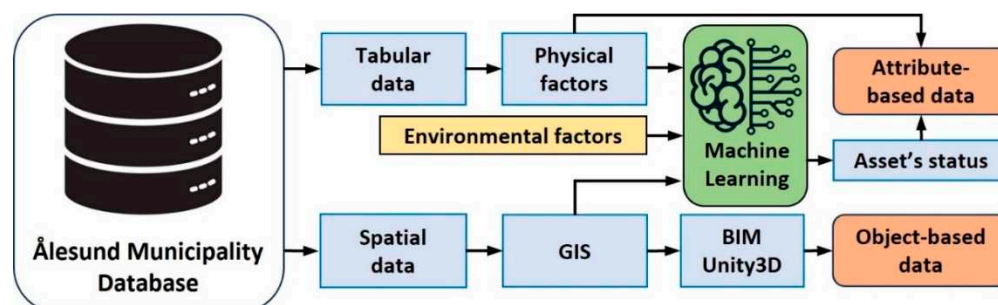 Tabular
data
Physical
factors
Attribute-
based data
Environmental factors
Machine
Learning
Asset's status
Ålesund Municipality
Database
Spatial
data
GIS
BIM
Unity3D
Object-based
data